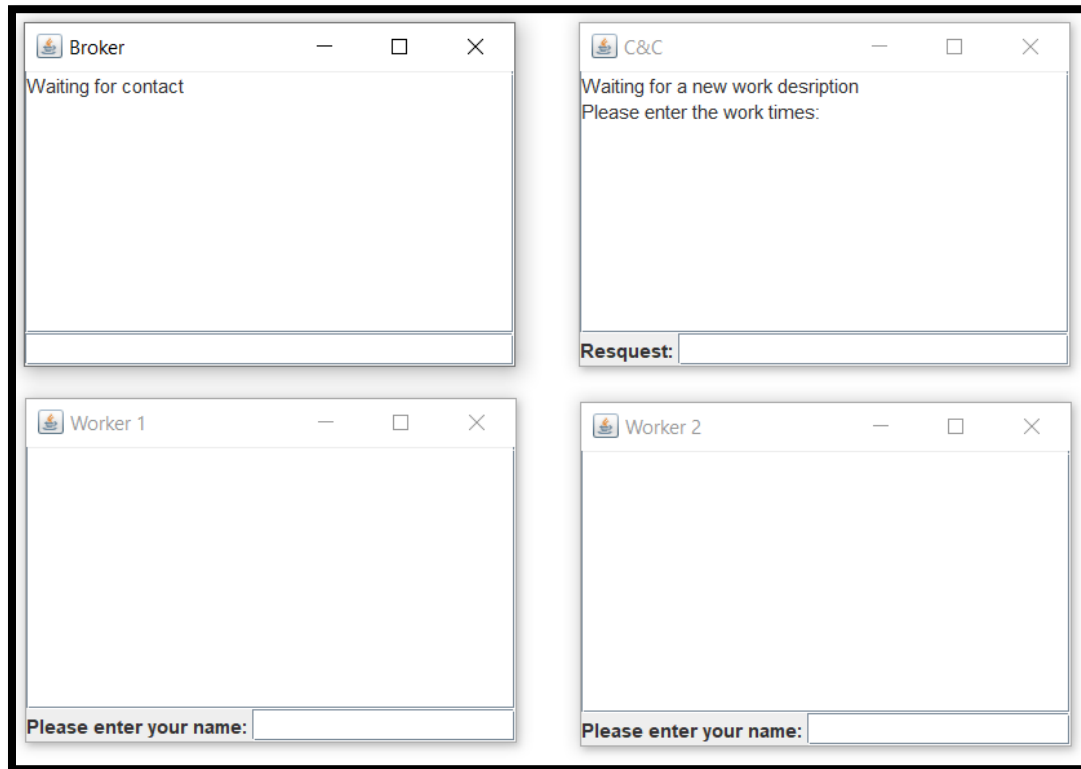 Broker
Waiting for contact
C&C
Waiting for a new work desription
Please enter the work times:
Resquest:
Worker 1
Please enter your name:
Worker 2
Please enter your name: